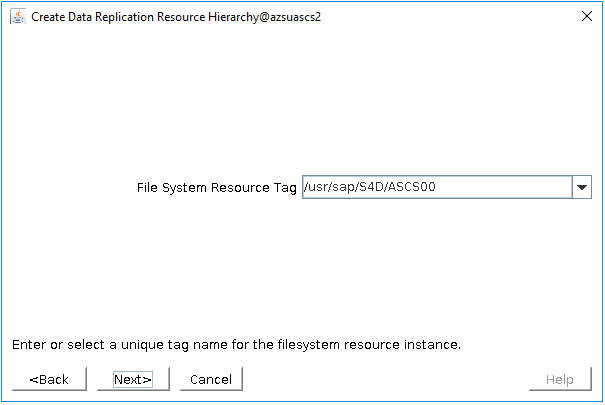 Create Data Replication Resource Hierarchy@azsuascs2
File System Resource Tag /usr/sap/S4D/ASCS00
Enter or select a unique tag name for the filesystem resource instance.
<Back Next> Cancel Help